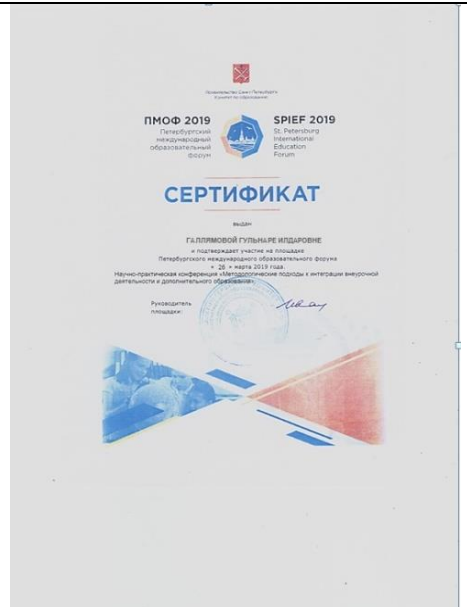 Правительство Санкт-Петербурга
Комитет по образованию
ПМОФ 2019
Петербургский
международный
образовательный
форум
SPIEF 2019
St. Petersburg
International
Education
Forum
СЕРТИФИКАТ
выдан
ГАЛЛЯМОВОЙ ГУЛЬНАРЕ ИЛДАРОВНЕ
и подтверждает участие на площадке
Петербургского международного образовательного форума
« 26 » марта 2019 года.
Научно-практическая конференция «Методологические подходы к интеграции внеурочной
деятельности и дополнительного образования»
Руководитель
площадки: